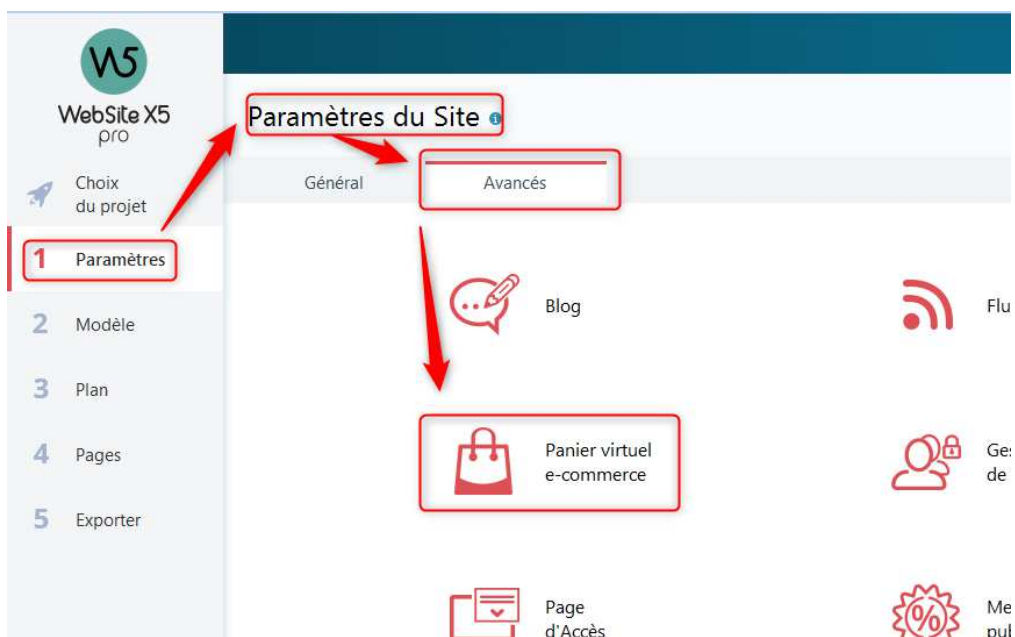 W5
WebSite X5
pro
Paramètres du Site
Choix
du projet
Général
Avancés
1 Paramètres
Blog
2 Modèle
3 Plan
4 Pages
Panier virtuel
e-commerce
de
5 Exporter
Page
d'Accès